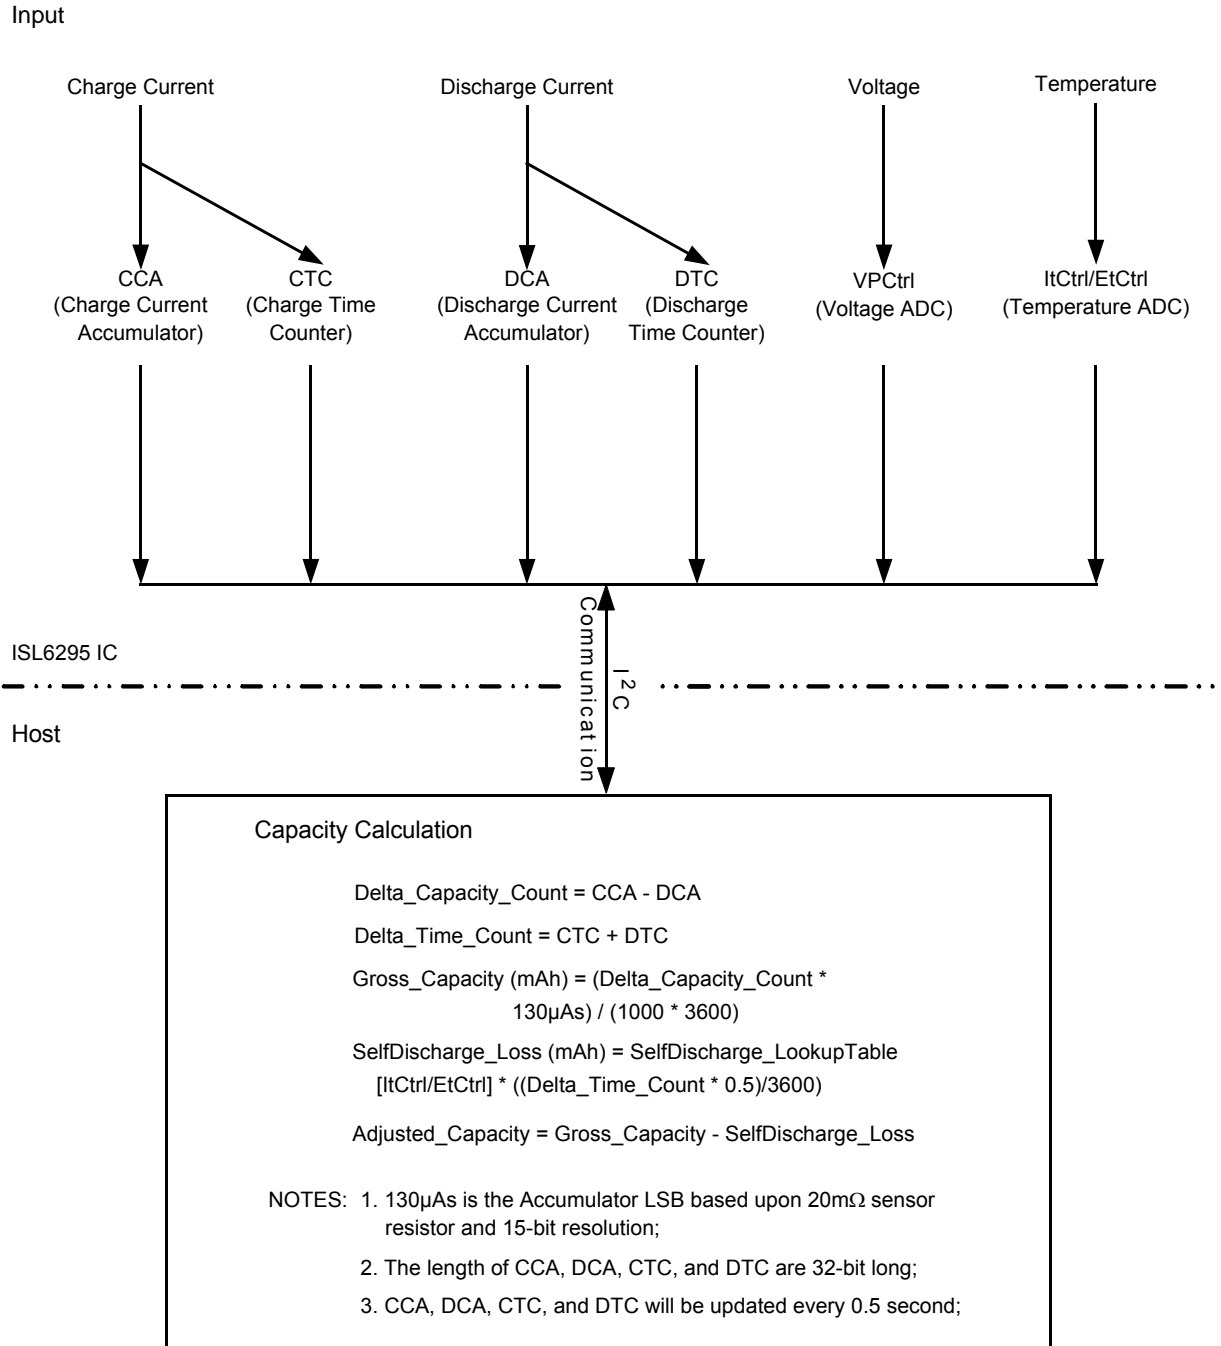 Input
Charge Current
Discharge Current
Voltage
Temperature
CCA
(Charge Current
Accumulator)
CTC
(Charge Time
Counter)
DCA
(Discharge Current
Accumulator)
DTC
(Discharge
Time Counter)
VPCtrl
(Voltage ADC)
ItCtrl/EtCtrl
(Temperature ADC)
I2C
Communication
ISL6295 IC
Host
Capacity Calculation
Delta_Capacity_Count = CCA - DCA
Delta_Time_Count = CTC + DTC
Gross_Capacity (mAh) = (Delta_Capacity_Count *
130µAs) / (1000 * 3600)
SelfDischarge_Loss (mAh) = SelfDischarge_LookupTable
[ItCtrl/EtCtrl] * ((Delta_Time_Count * 0.5)/3600)
Adjusted_Capacity = Gross_Capacity - SelfDischarge_Loss
NOTES: 1. 130µAs is the Accumulator LSB based upon 20mΩ sensor
resistor and 15-bit resolution;
2. The length of CCA, DCA, CTC, and DTC are 32-bit long;
3. CCA, DCA, CTC, and DTC will be updated every 0.5 second;